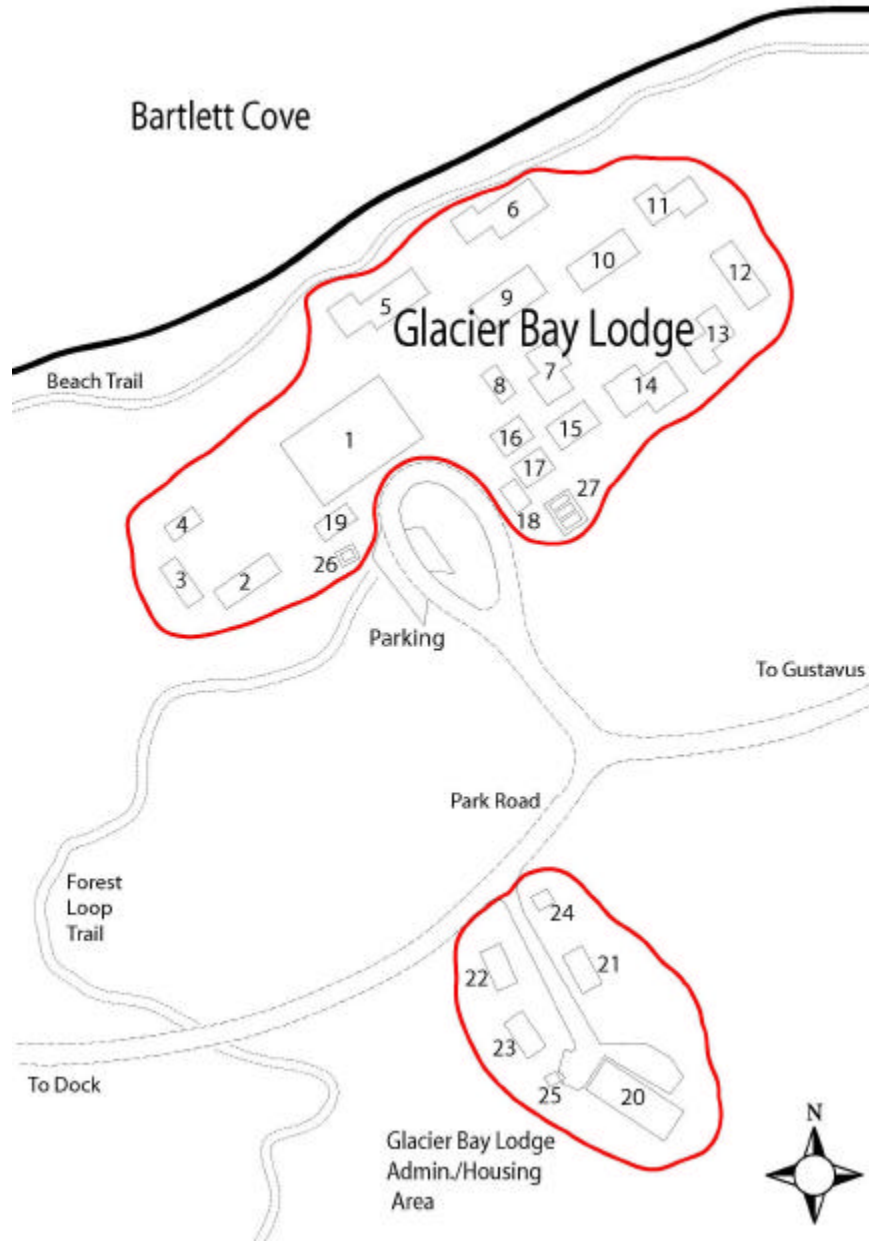 Bartlett Cove
6
11
10
12
5
9
Glacier Bay Lodge
13
Beach Trail
8
7
14
1
16
15
17
27
4
19
18
26
3
2
Parking
To Gustavus
Park Road
Forest
Loop
Trail
24
22
21
23
To Dock
25
20
Glacier Bay Lodge
Admin./Housing
Area
N